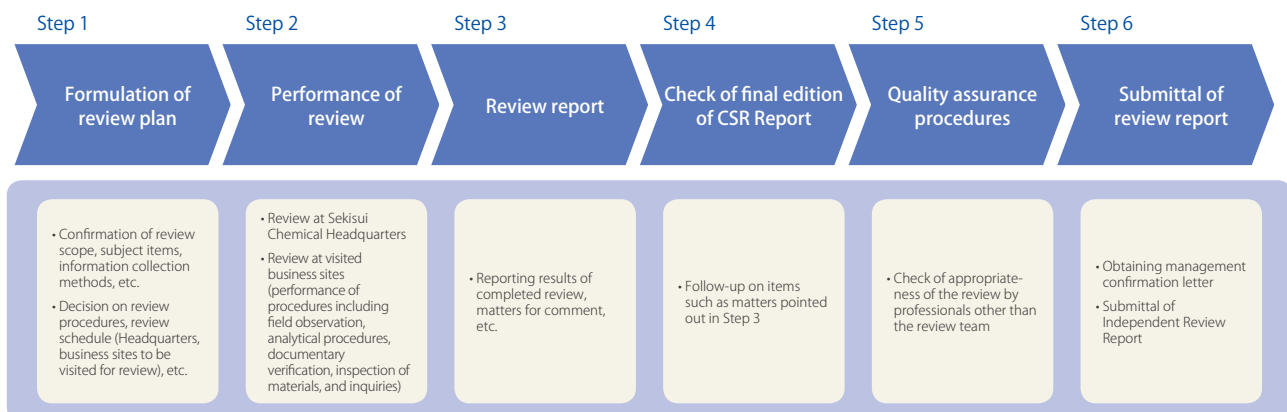 Step 1
Formulation of
review plan
Step 2
Performance of
review
Step 3
Review report
Step 4
Check of final edition
of CSR Report
Step 5
Quality assurance
procedures
Step 6
Submittal of
review report
• Confirmation of review
scope, subject items,
information collection
methods, etc.
• Decision on review
procedures, review
schedule (Headquarters,
business sites to be
visited for review), etc.
• Review at Sekisui
Chemical Headquarters
• Review at visited
business sites
(performance of
procedures including
field observation,
analytical procedures,
documentary
verification, inspection of
materials, and inquiries)
• Reporting results of
completed review,
matters for comment,
etc.
• Follow-up on items
such as matters pointed
out in Step 3
• Check of appropriate-
ness of the review by
professionals other than
the review team
• Obtaining management
confirmation letter
• Submittal of
Independent Review
Report